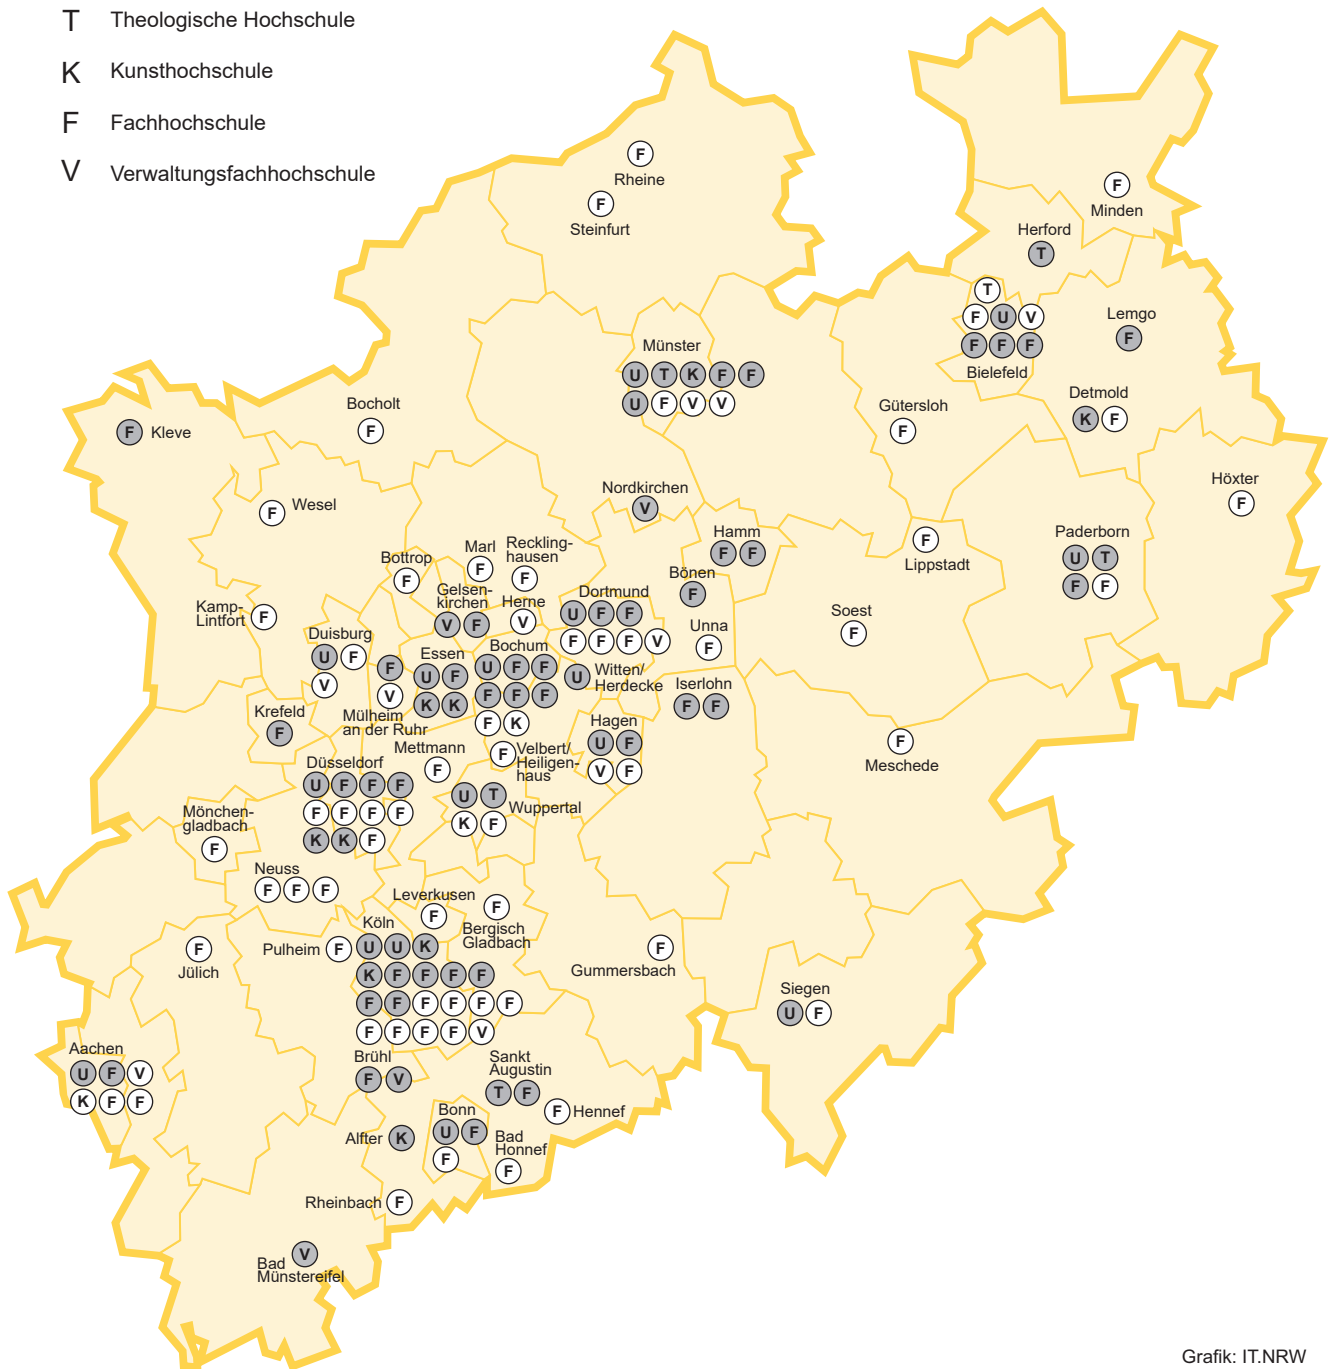 T Theologische Hochschule
K Kunsthochschule
F Fachhochschule
V Verwaltungsfachhochschule
F
Rheine
F
Steinfurt
F
Minden
Herford
T
T
F U V
F F F
Bielefeld
Lemgo
F
Detmold
K F
Münster
U T K F F
U F V V
Bocholt
F
F Kleve
Gütersloh
F
Höxter
F
F Wesel
Nordkirchen
V
Hamm
F F
F
Lippstadt
Paderborn
U T
F F
Bottrop
F
Marl
F
Reckling-
hausen
F
Gelsen-
kirchen
V F
Herne
V
Dortmund
U F F
F F F V
Bönen
F
Unna
F
Soest
F
Kamp-
Lintfort F
Duisburg
U F
V
F
V
Mülheim
an der Ruhr
Essen
U F
K K
Bochum
U F F
F F F
F K
U Witten/
Herdecke
Iserlohn
F F
Krefeld
F
Hagen
U F
V F
F
Meschede
Mettmann
F
F Velbert/
Heiligen-
haus
Düsseldorf
U F F F
F F F F
K K F
U T
K F
Wuppertal
Mönchen-
gladbach
F
Neuss
F F F
Leverkusen
F
F
Bergisch
Gladbach
F
Jülich
Pulheim F
Köln
U U K
K F F F F
F F F F F F
F F F F V
F
Gummersbach
Siegen
U F
Aachen
U F V
K F F
Brühl
F V
Sankt
Augustin
T F
F Hennef
Alfter K
Bonn
U F
F
Bad
Honnef
F
Rheinbach F
V
Bad
Münstereifel
Grafik: IT.NRW